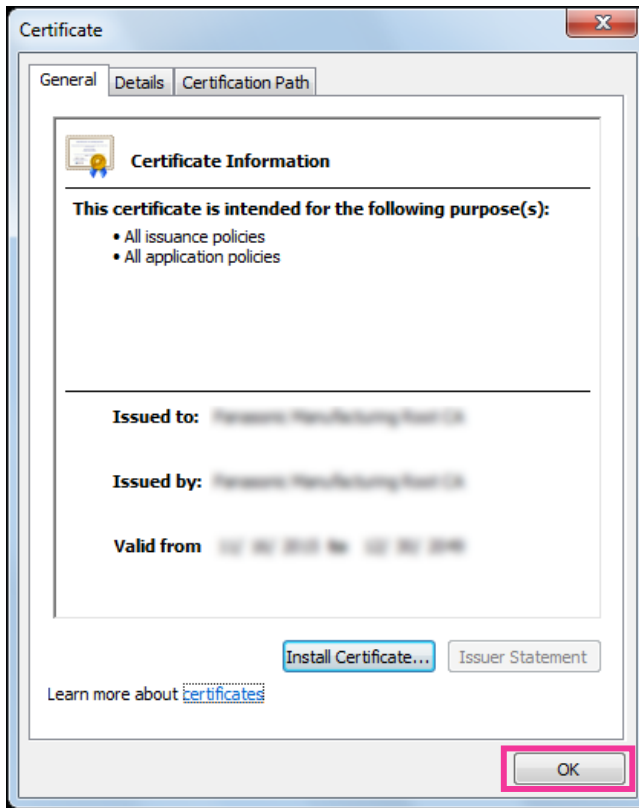 Certificate
General Details Certification Path
Certificate Information
This certificate is intended for the following purpose(s):
• All issuance policies
• All application policies
Issued to:
Issued by:
Valid from
Install Certificate... Issuer Statement
Learn more about certificates
OK